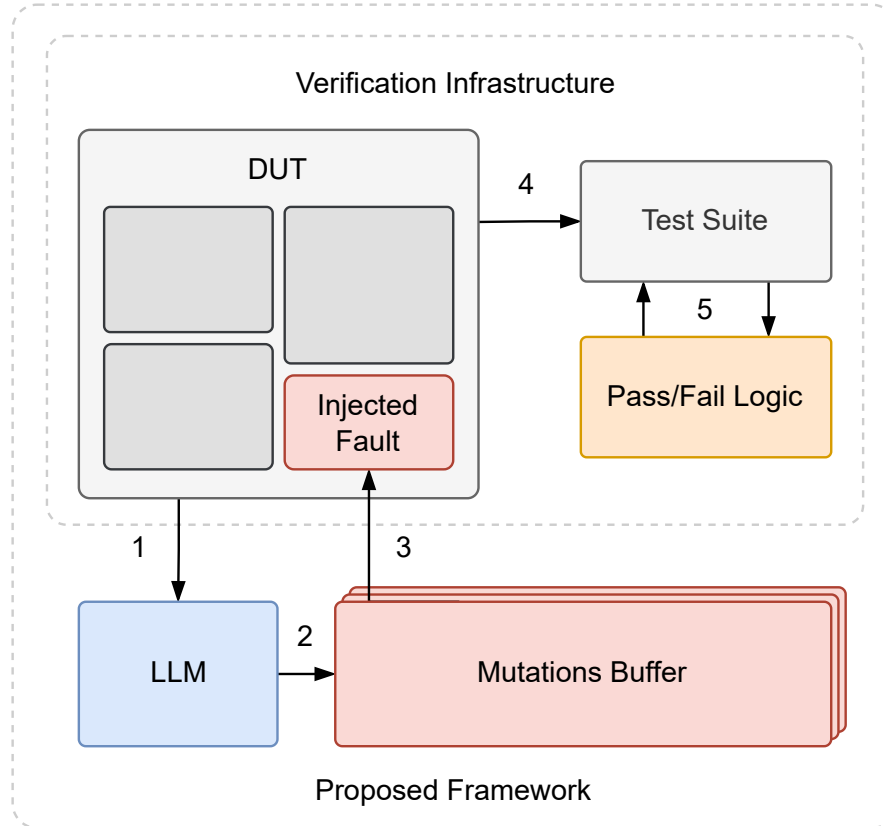 Verification Infrastructure
DUT
4
Test Suite
5
Injected
Fault
Pass/Fail Logic
1
3
2
LLM
Mutations Buffer
Proposed Framework